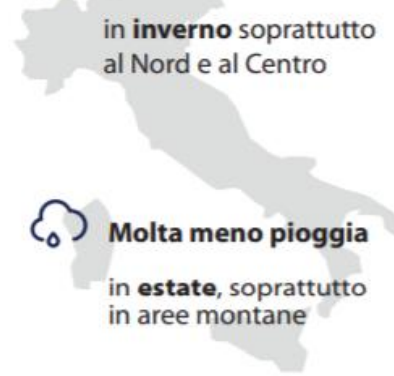 in inverno soprattutto
al Nord e al Centro
Molta meno pioggia
in estate, soprattutto
in aree montane